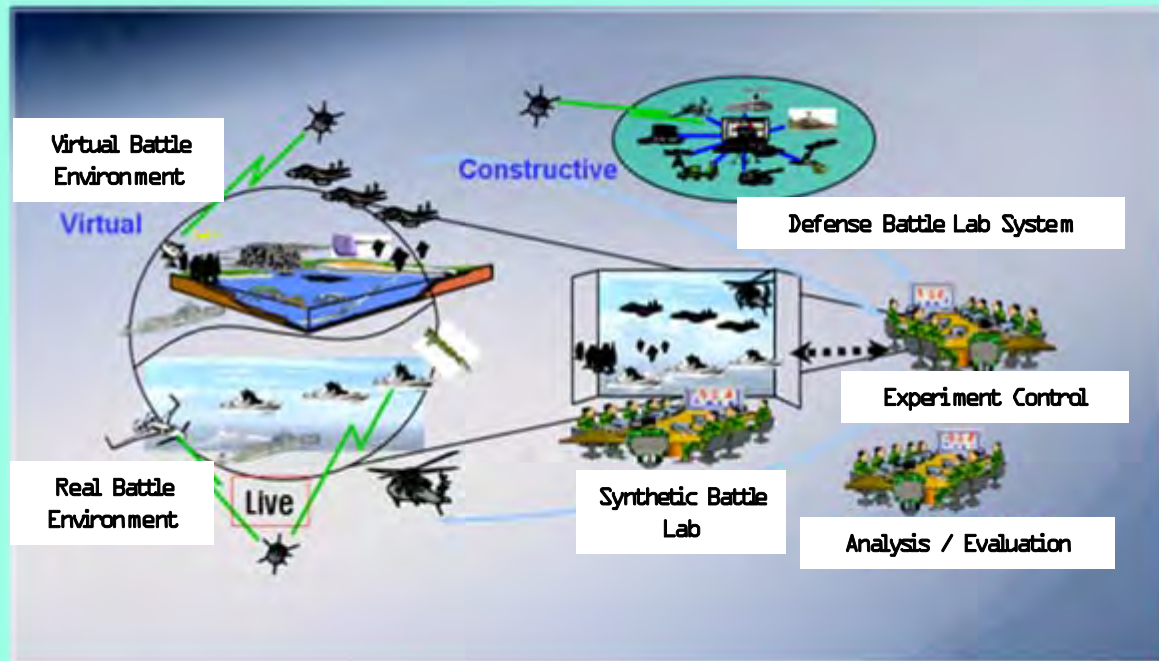 Virtual Battle
Environment
Virtual
Constructive
Defense Battle Lab System
Experiment Control
Real Battle
Environment
Live
Synthetic Battle
Lab
Analysis / Evaluation